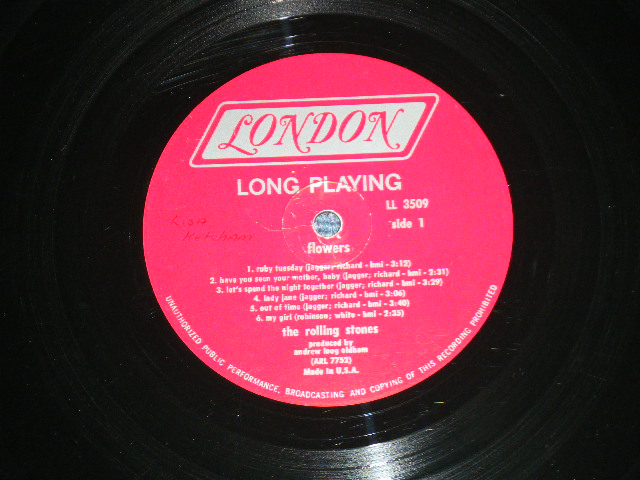 LONDON
LONG PLAYING
LL 3509
side 1
Lisa
Ketcham
flowers
1. ruby tuesday (jagger; richard - bmi - 3:12)
2. have you seen your mother, baby (jagger; richard - bmi - 2:31)
3. let's spend the night together (jagger; richard - bmi - 3:29)
4. lady jane (jagger; richard - bmi - 3:06)
5. out of time (jagger; richard - bmi - 3:40)
6. my girl (robinson; white - bmi - 2:35)
the rolling stones
produced by
andrew loog oldham
(ARL 7752)
Made in U.S.A.
UNAUTHORIZED PUBLIC PERFORMANCE, BROADCASTING AND COPYING OF THIS RECORDING PROHIBITED